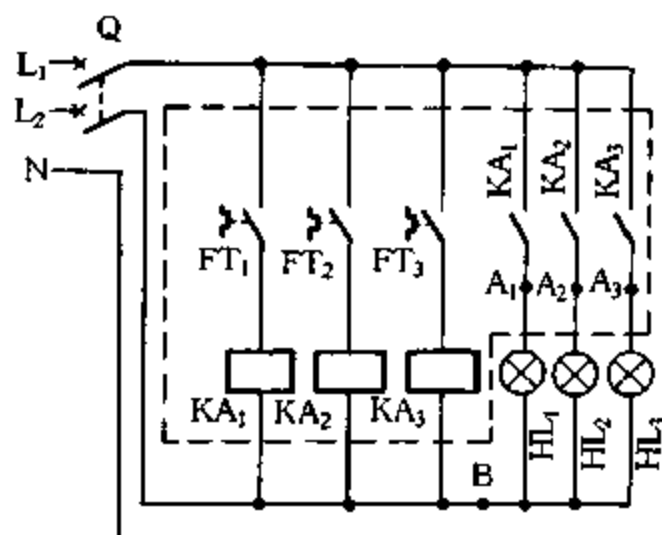 Q
L₁
L₂
N
KA₁ KA₂ KA₃
FT₁ FT₂ FT₃
A₁ A₂ A₃
KA₁ KA₂ KA₃
HL₁ HL₂ HL₃
B